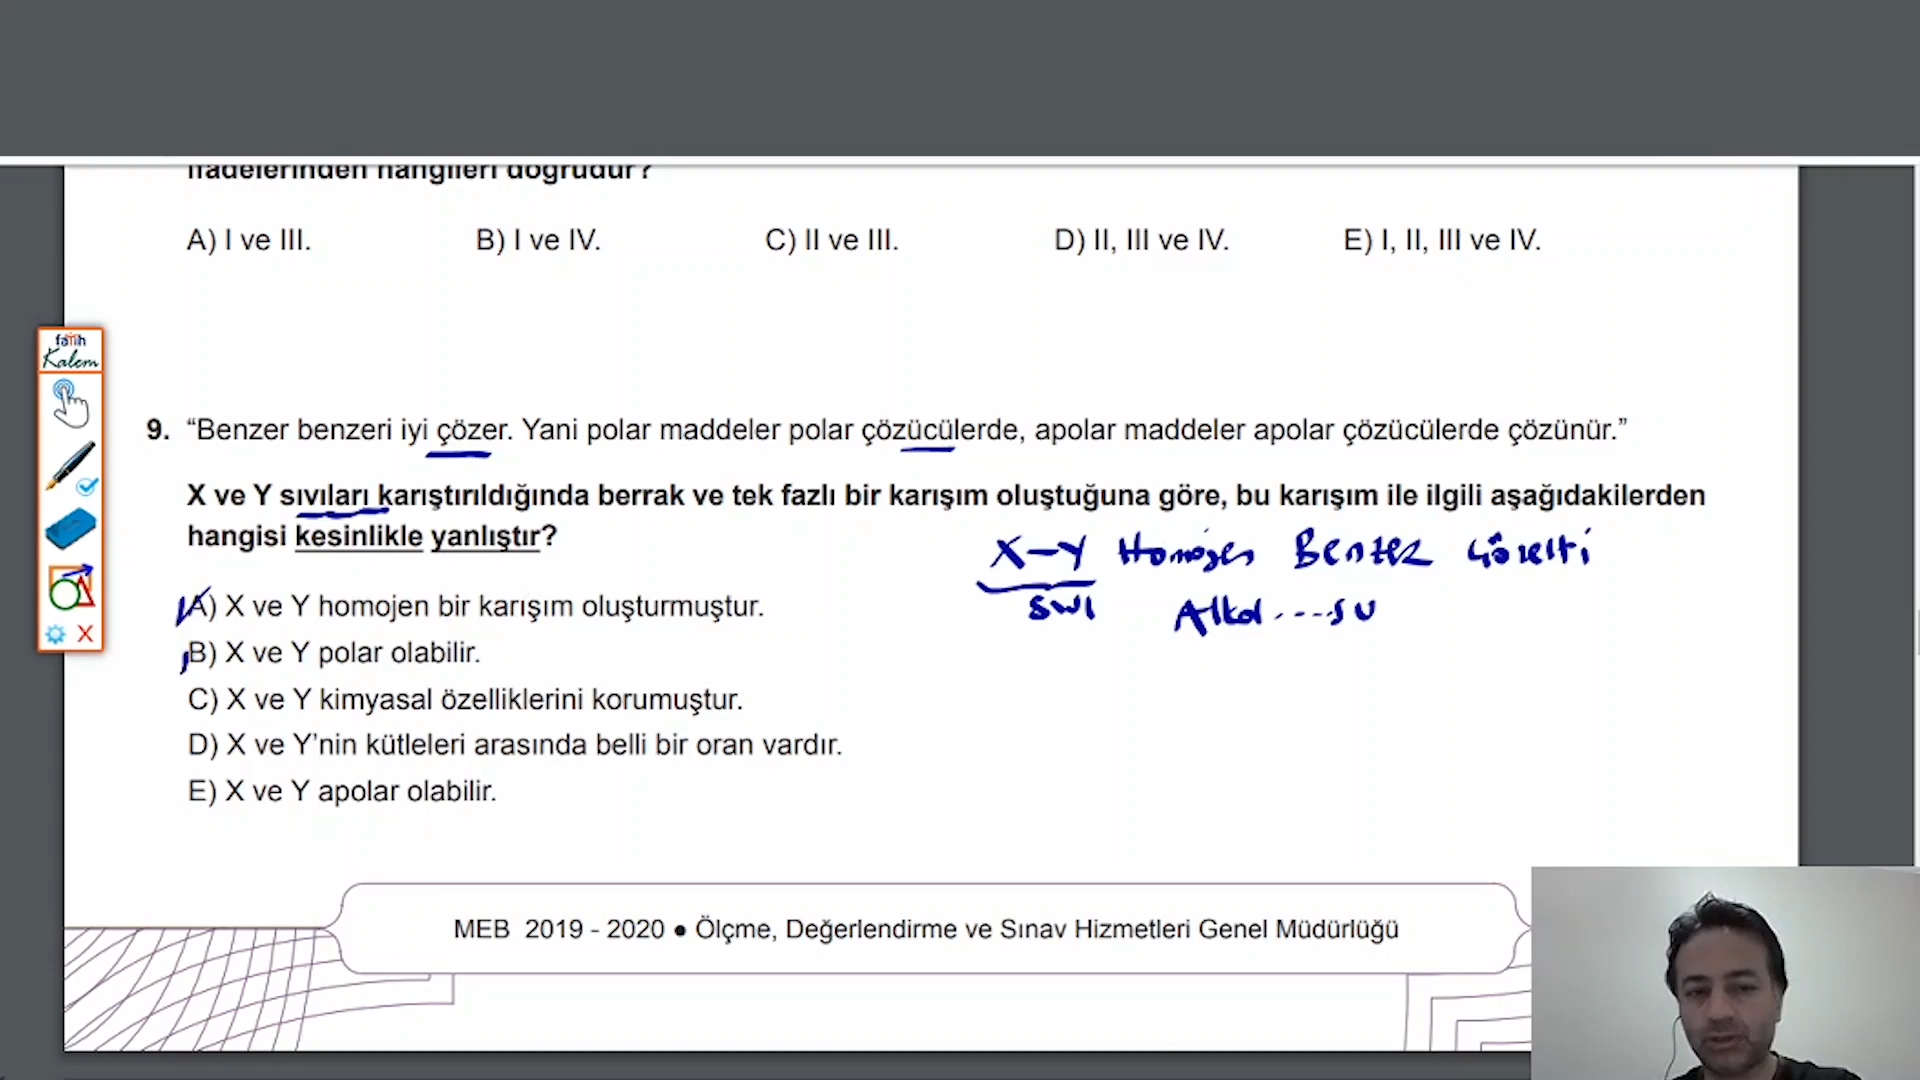 ifadelerinden hangileri doğrudur?
A) I ve III. B) I ve IV. C) II ve III. D) II, III ve IV. E) I, II, III ve IV.
fatih
Kalem
9. “Benzer benzeri iyi çözer. Yani polar maddeler polar çözücülerde, apolar maddeler apolar çözücülerde çözünür.”
X ve Y sıvıları karıştırıldığında berrak ve tek fazlı bir karışım oluştuğuna göre, bu karışım ile ilgili aşağıdakilerden
hangisi kesinlikle yanlıştır?
X–Y Homojen Benzer Çözelti
SIVI Alkol....su
A) X ve Y homojen bir karışım oluşturmuştur.
B) X ve Y polar olabilir.
C) X ve Y kimyasal özelliklerini korumuştur.
D) X ve Y’nin kütleleri arasında belli bir oran vardır.
E) X ve Y apolar olabilir.
MEB 2019 - 2020 ● Ölçme, Değerlendirme ve Sınav Hizmetleri Genel Müdürlüğü